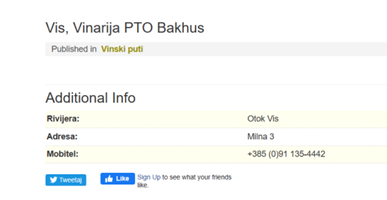 Vis, Vinarija PTO Bakhus
Published in Vinski puti
Additional Info
Rivijera: Otok Vis
Adresa: Milna 3
Mobitel: +385 (0)91 135-4442
Tweetaj Like Sign Up to see what your friends
like.